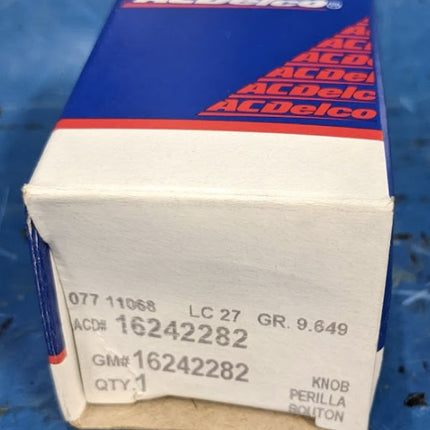 ACDelco®
ACDelco
ACDelco
ACDelco
ACDelco
ACDelco
077 11068 LC 27 GR. 9.649
ACD# 16242282
GM# 16242282
QTY.1
KNOB
PERILLA
BOUTON